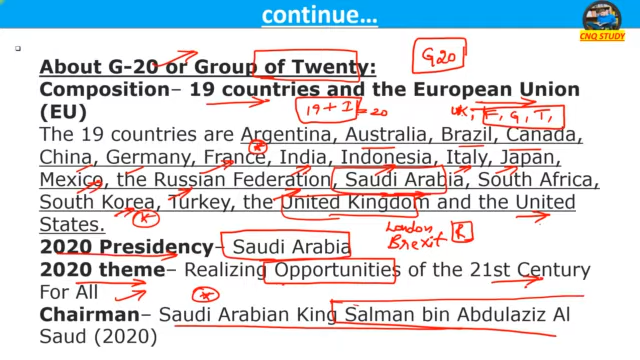 continue...
CNQ STUDY
G20
About G-20 or Group of Twenty:
Composition– 19 countries and the European Union
(EU)
19 + 1 = 20
UK, F, G, I,
The 19 countries are Argentina, Australia, Brazil, Canada,
China, Germany, France, India, Indonesia, Italy, Japan,
Mexico, the Russian Federation, Saudi Arabia, South Africa,
South Korea, Turkey, the United Kingdom and the United
States.
London
Brexit R
2020 Presidency– Saudi Arabia
2020 theme– Realizing Opportunities of the 21st Century
For All
Chairman– Saudi Arabian King Salman bin Abdulaziz Al
Saud (2020)